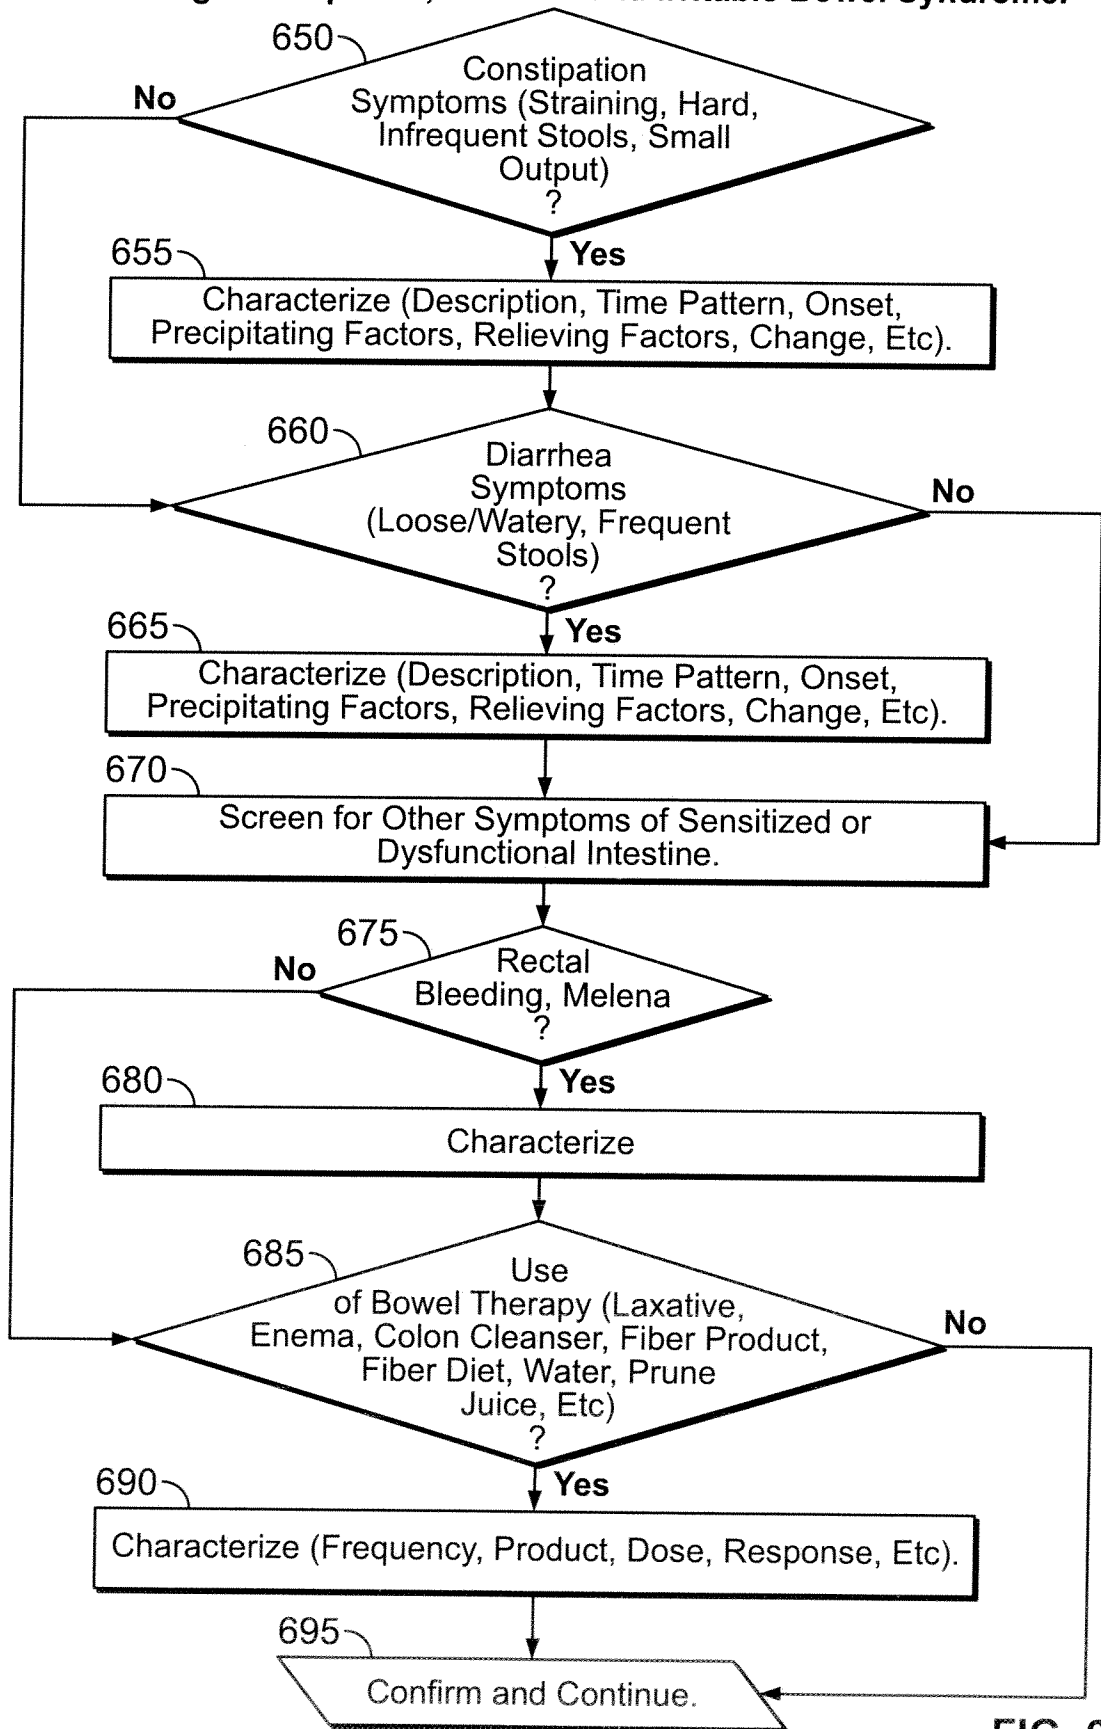 Bowel Syndrome.
650
Constipation
Symptoms (Straining, Hard,
Infrequent Stools, Small
Output)
?
No
Yes
655
Characterize (Description, Time Pattern, Onset,
Precipitating Factors, Relieving Factors, Change, Etc).
660
Diarrhea
Symptoms
(Loose/Watery, Frequent
Stools)
?
No
Yes
665
Characterize (Description, Time Pattern, Onset,
Precipitating Factors, Relieving Factors, Change, Etc).
670
Screen for Other Symptoms of Sensitized or
Dysfunctional Intestine.
675
Rectal
Bleeding, Melena
?
No
Yes
680
Characterize
685
Use
of Bowel Therapy (Laxative,
Enema, Colon Cleanser, Fiber Product,
Fiber Diet, Water, Prune
Juice, Etc)
?
No
Yes
690
Characterize (Frequency, Product, Dose, Response, Etc).
695
Confirm and Continue.
FIG.